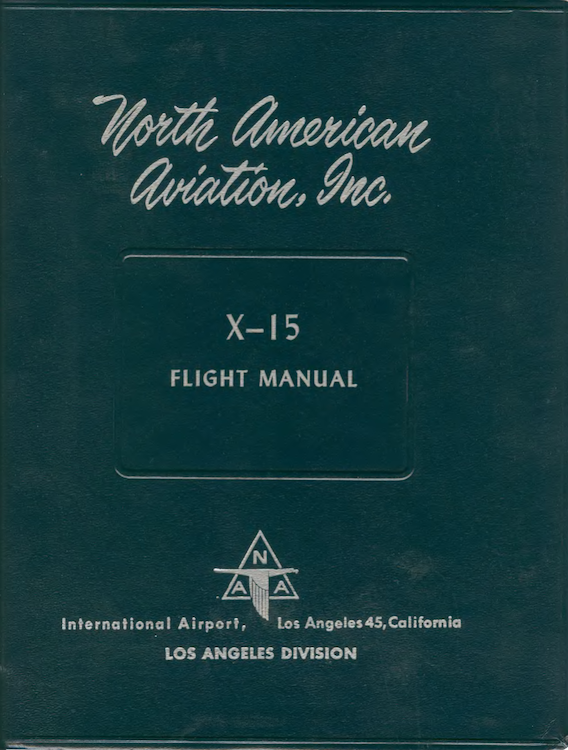 North American
Aviation, Inc.
X-15
FLIGHT MANUAL
N
A A
International Airport, Los Angeles 45, California
LOS ANGELES DIVISION